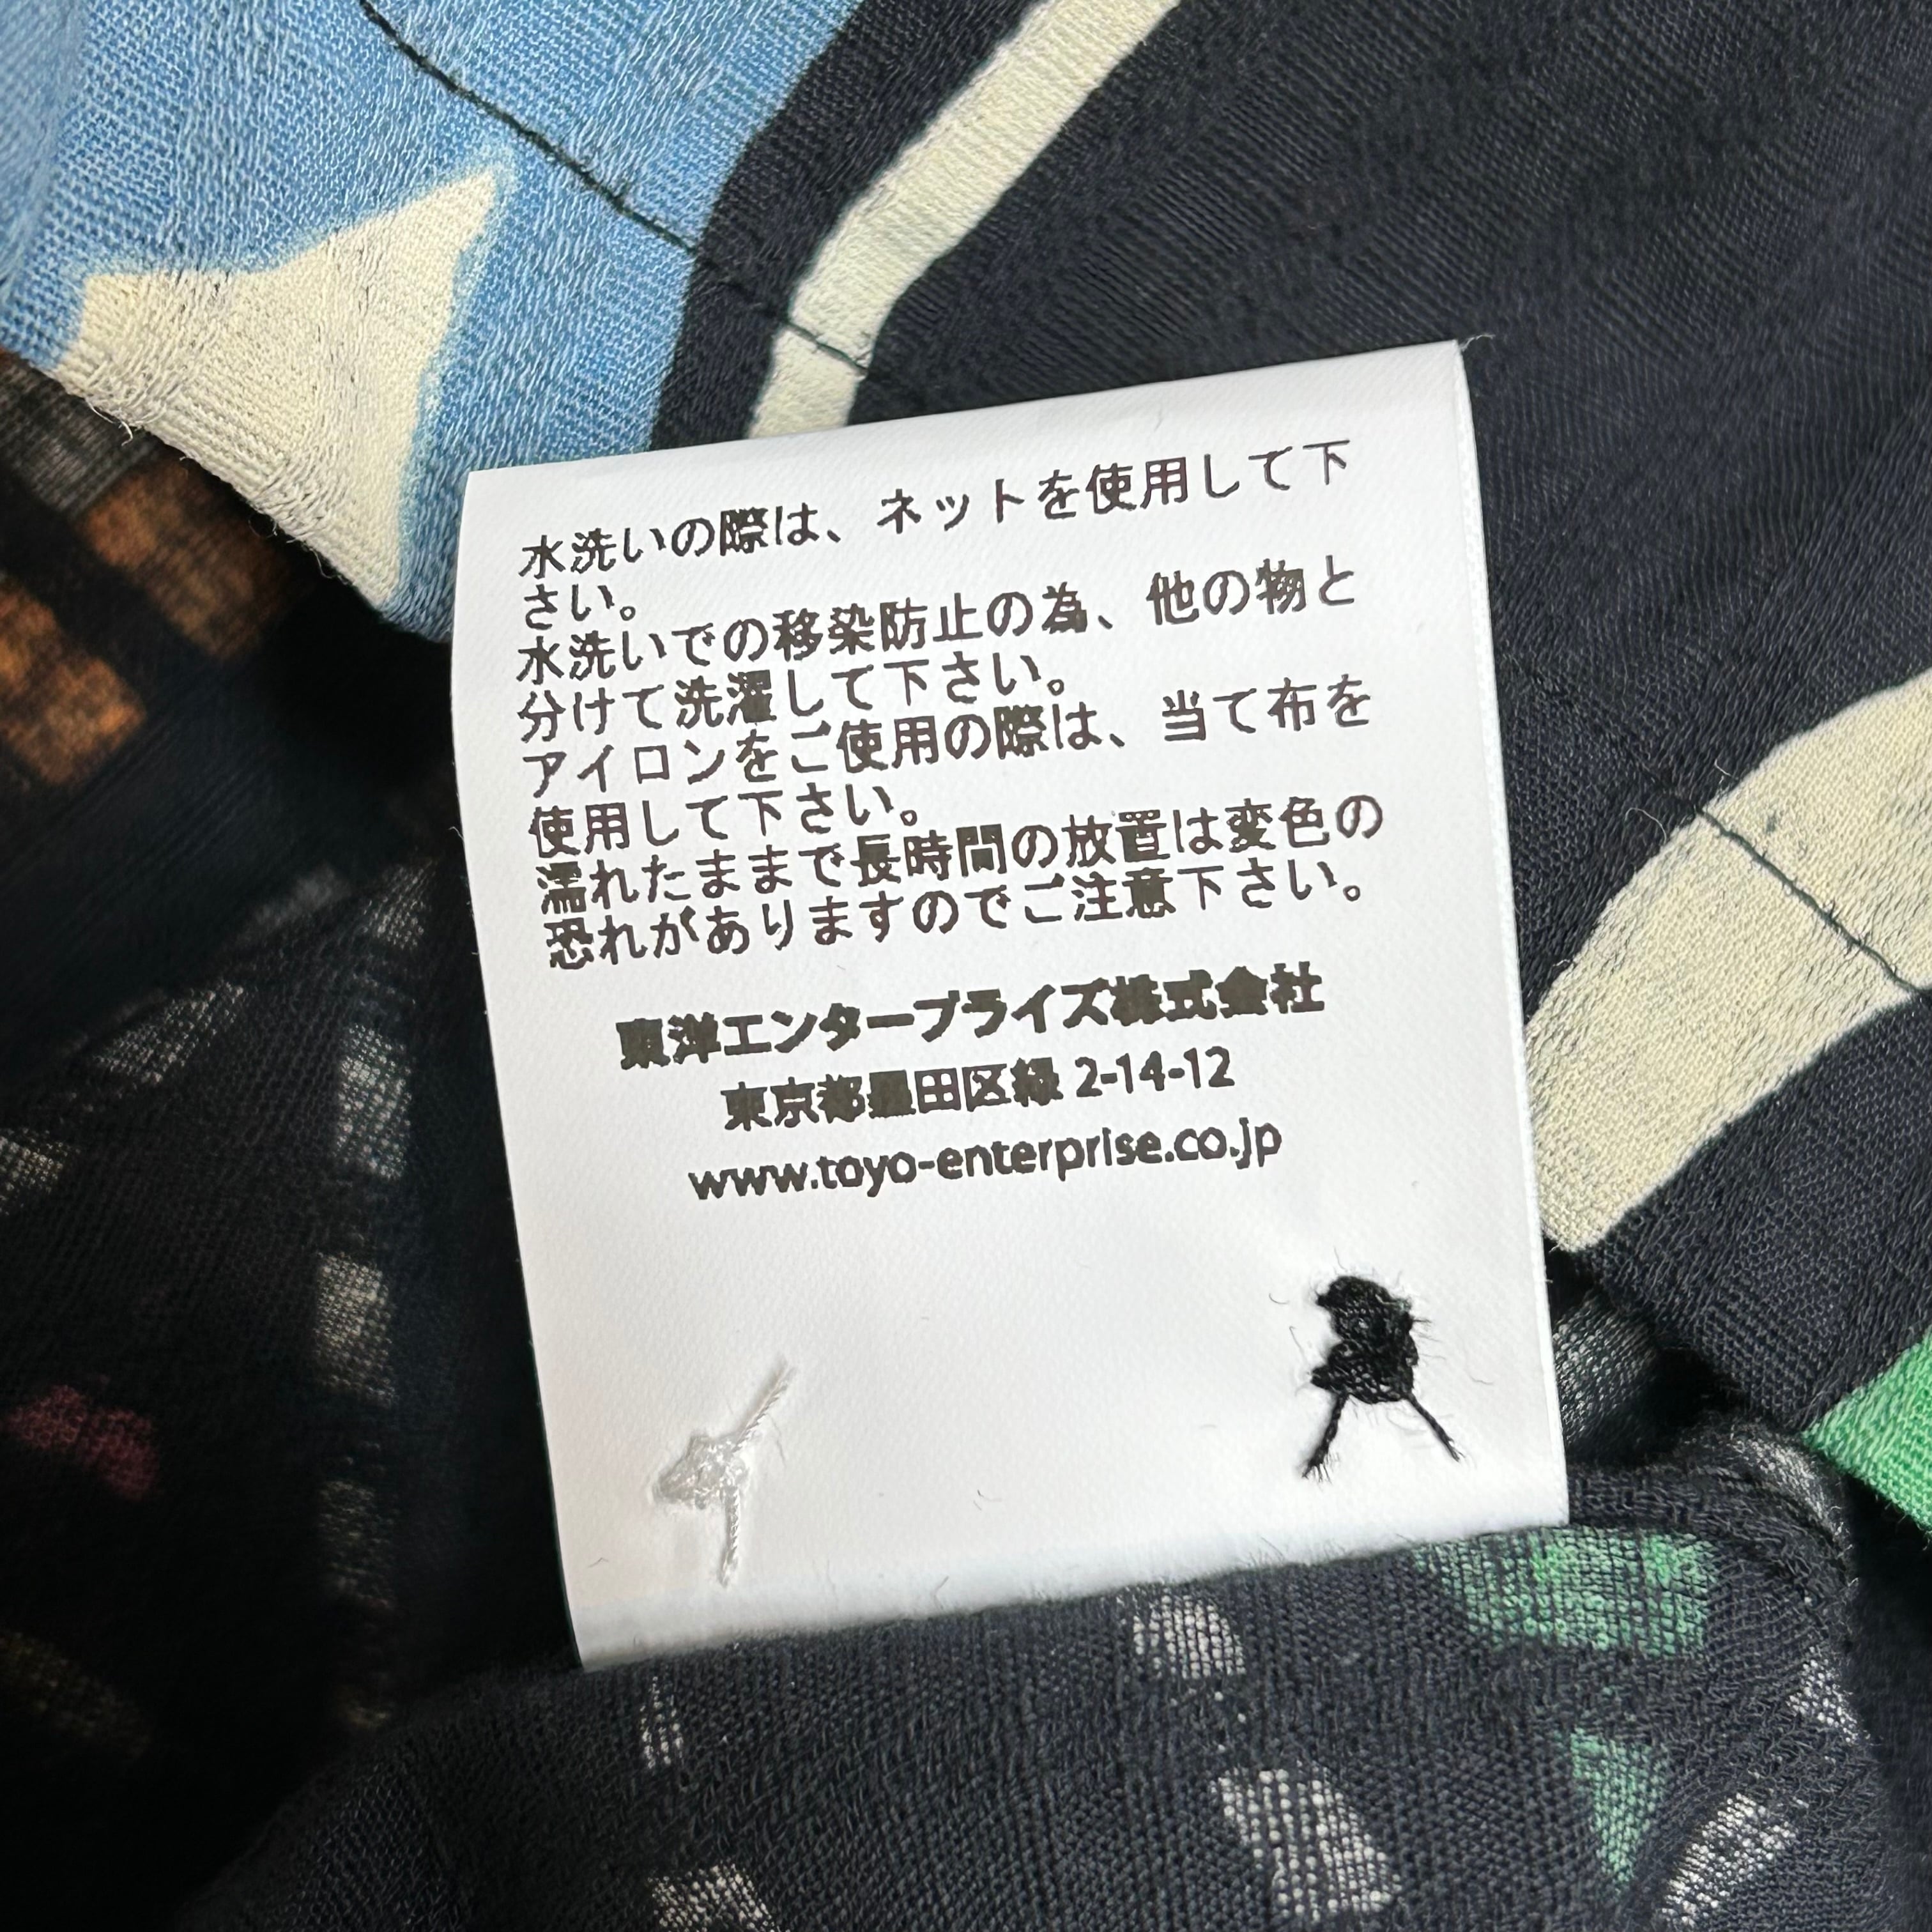 水洗いの際は、ネットを使用して下
さい。
水洗いでの移染防止の為、他の物と
分けて洗濯して下さい。
アイロンをご使用の際は、当て布を
使用して下さい。
濡れたままで長時間の放置は変色の
恐れがありますのでご注意下さい。
東洋エンタープライズ株式会社
東京都墨田区緑 2-14-12
www.toyo-enterprise.co.jp